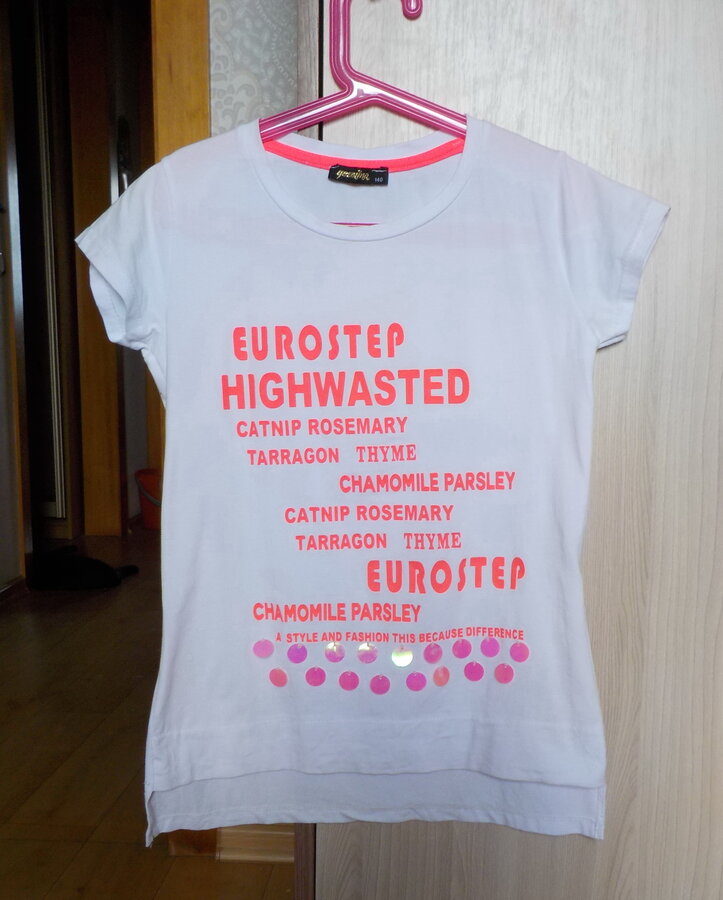 140
EUROSTEP
HIGHWASTED
CATNIP ROSEMARY
TARRAGON THYME
CHAMOMILE PARSLEY
CATNIP ROSEMARY
TARRAGON THYME
EUROSTEP
CHAMOMILE PARSLEY
A STYLE AND FASHION THIS BECAUSE DIFFERENCE